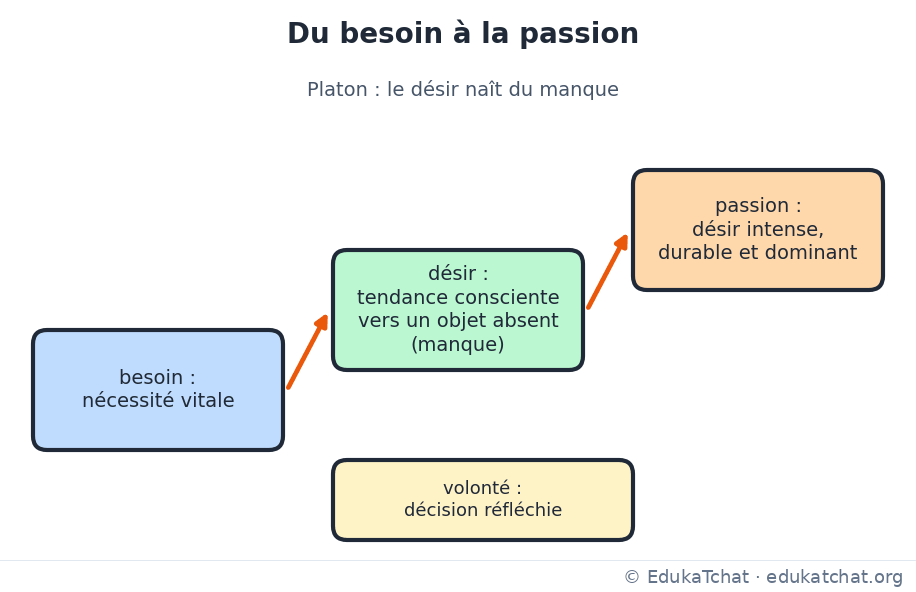 Du besoin à la passion
Platon : le désir naît du manque
passion :
désir intense,
durable et dominant
désir :
tendance consciente
vers un objet absent
(manque)
besoin :
nécessité vitale
volonté :
décision réfléchie
© EdukaTchat · edukatchat.org